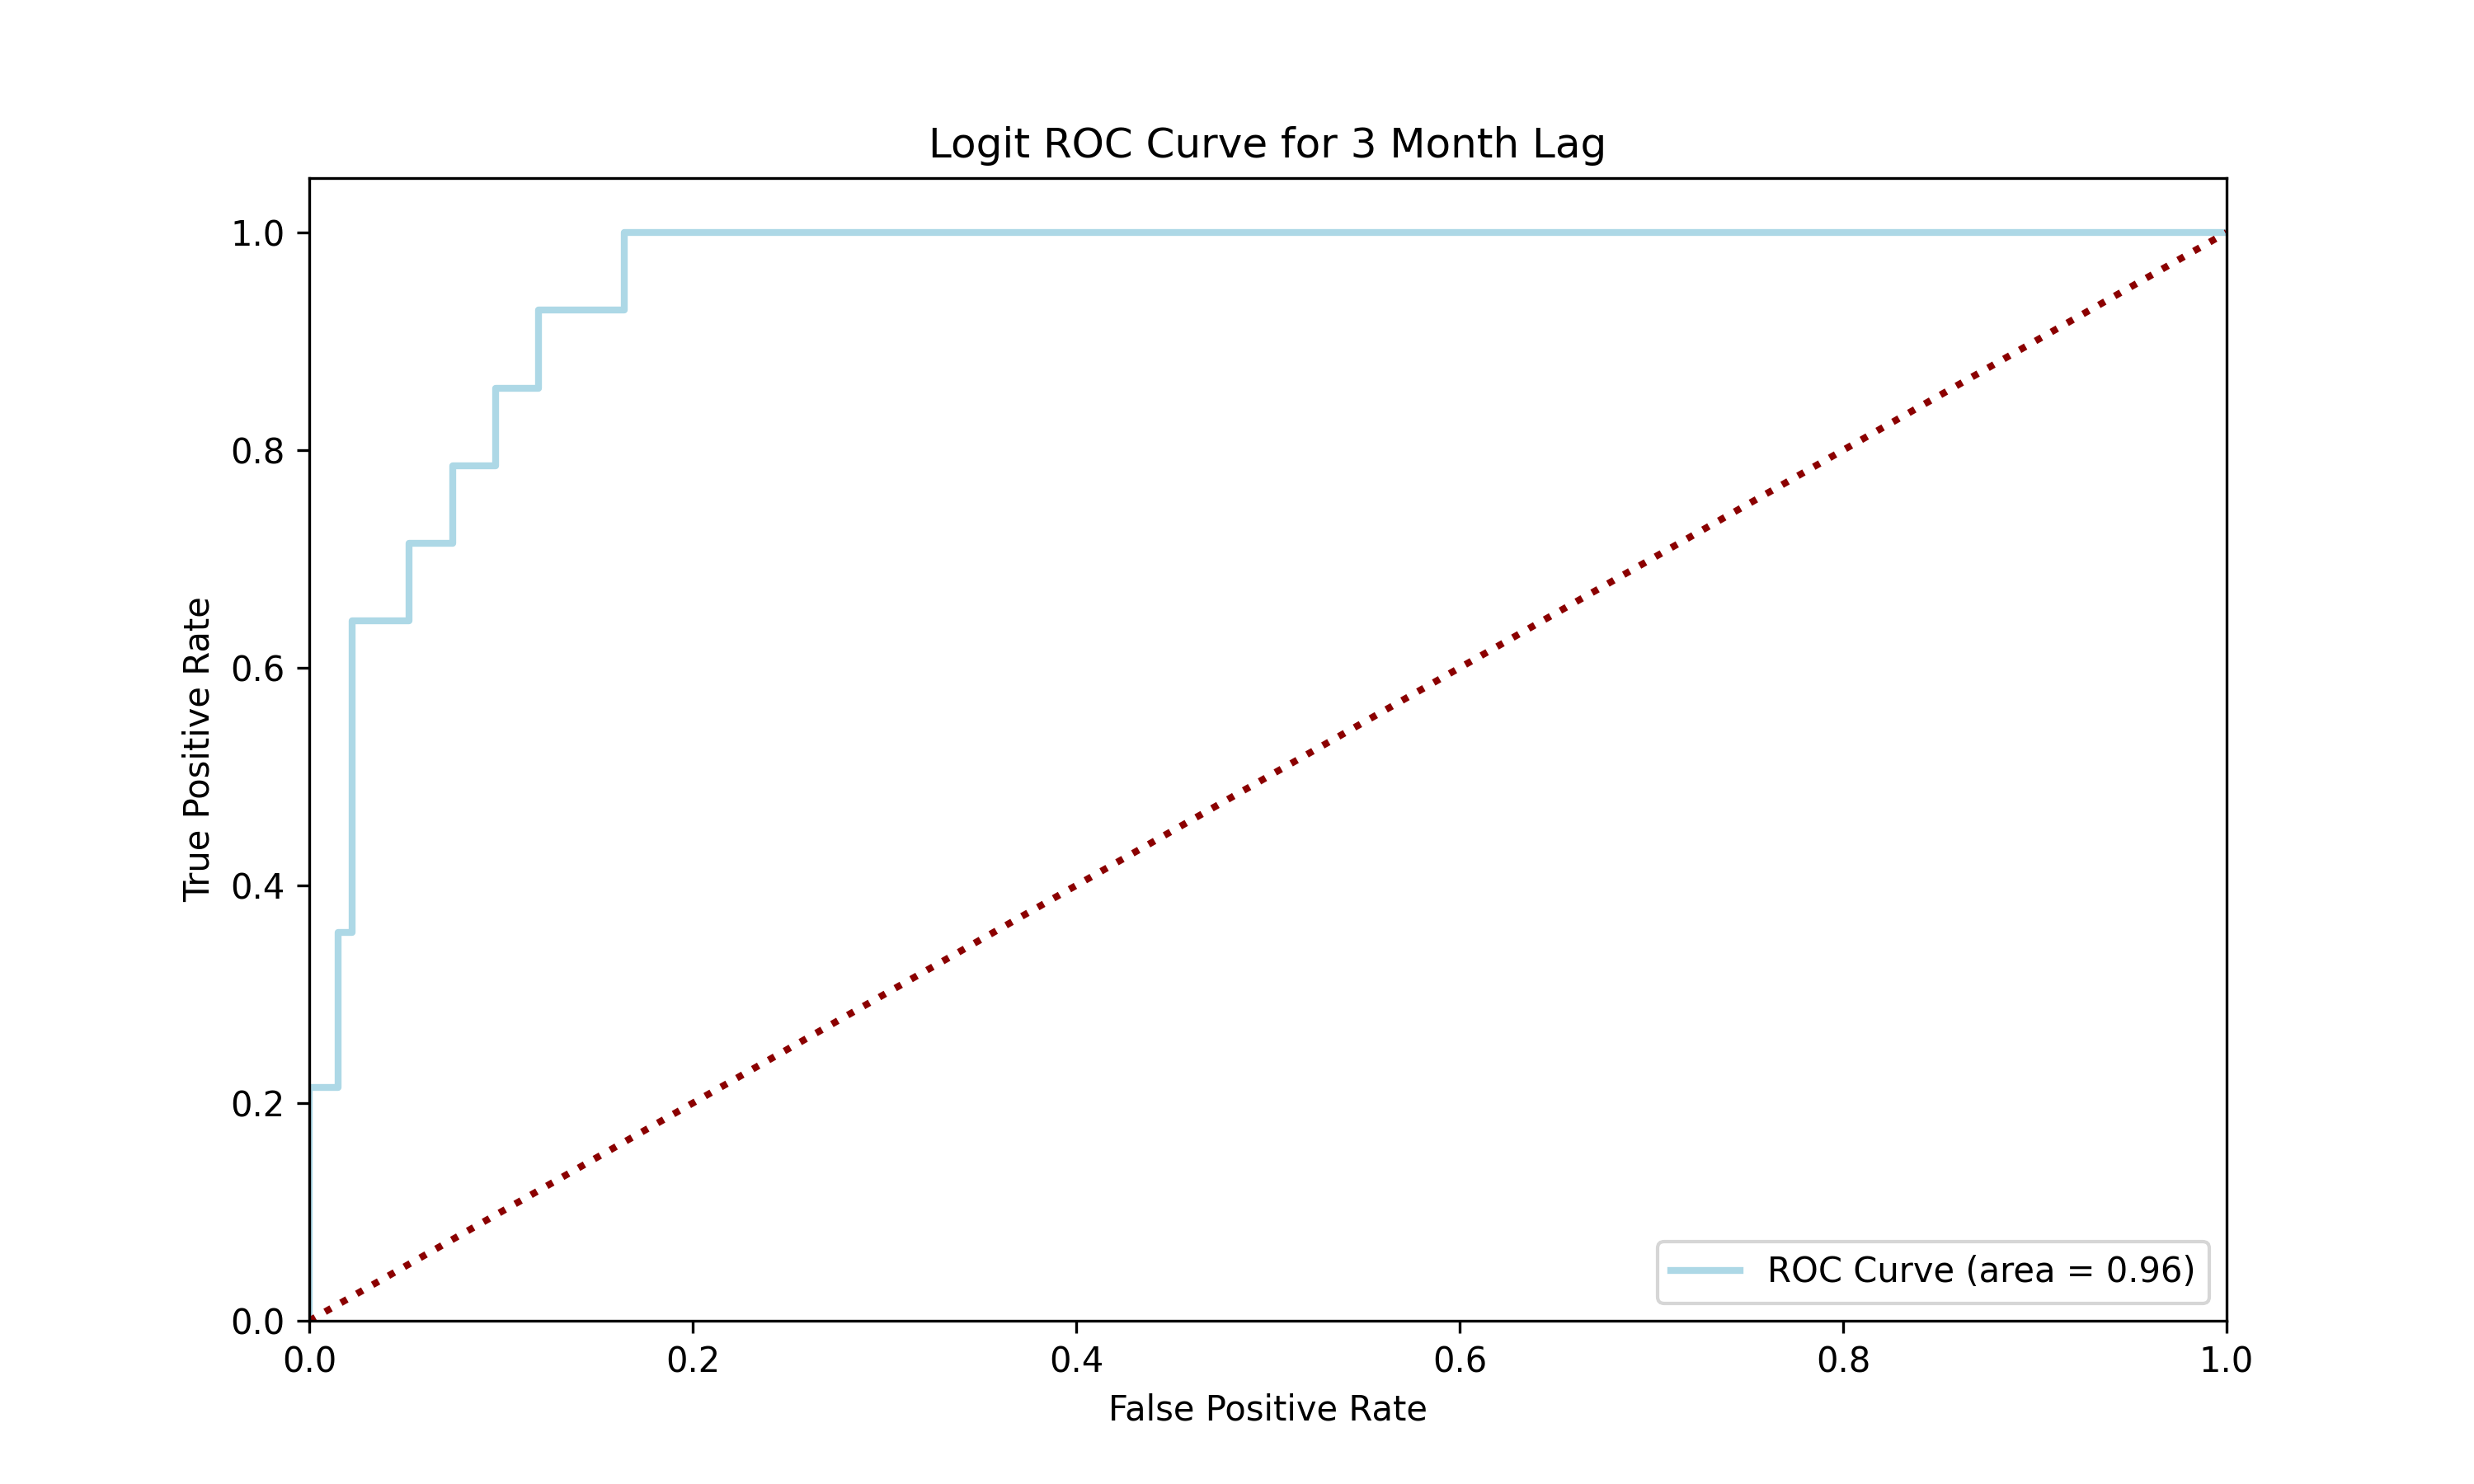 Logit ROC Curve for 3 Month Lag
True Positive Rate
1.0
0.8
0.6
0.4
0.2
0.0
0.0 0.2 0.4 0.6 0.8 1.0
False Positive Rate
ROC Curve (area = 0.96)